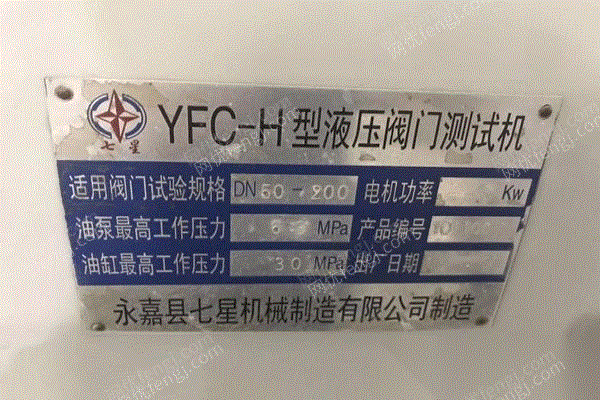 七星
YFC-H型液压阀门测试机
适用阀门试验规格 DN 50-200 电机功率 Kw
油泵最高工作压力 MPa 产品编号
油缸最高工作压力 30 MPa 出厂日期
永嘉县七星机械制造有限公司制造